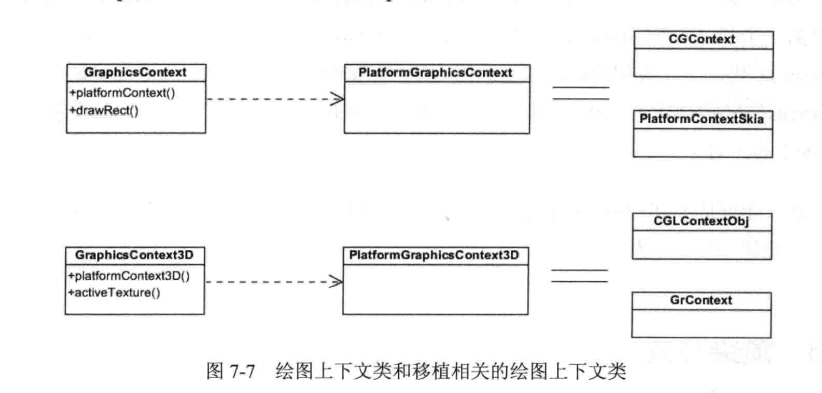 CGContext
GraphicsContext
+platformContext()
+drawRect()
PlatformGraphicsContext
PlatformContextSkia
CGLContextObj
GraphicsContext3D
+platformContext3D()
+activeTexture()
PlatformGraphicsContext3D
GrContext
图 7-7 绘图上下文类和移植相关的绘图上下文类